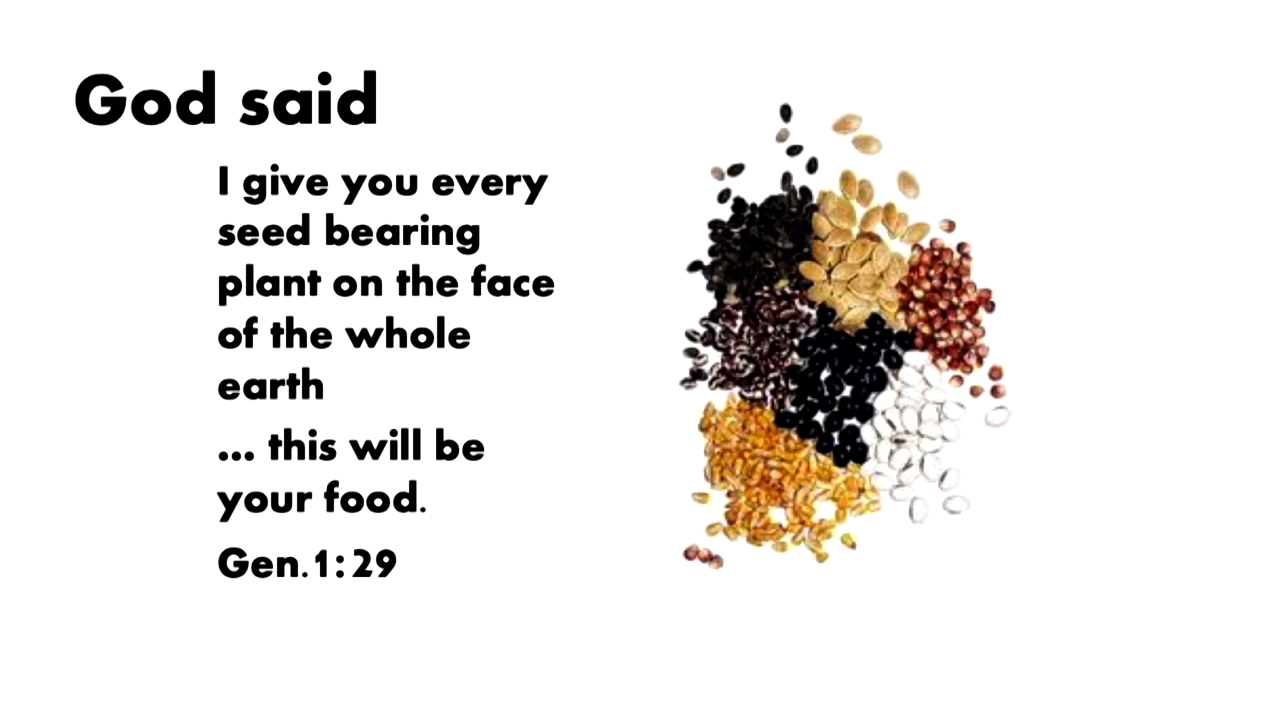 God said
I give you every
seed bearing
plant on the face
of the whole
earth
... this will be
your food.
Gen.1:29